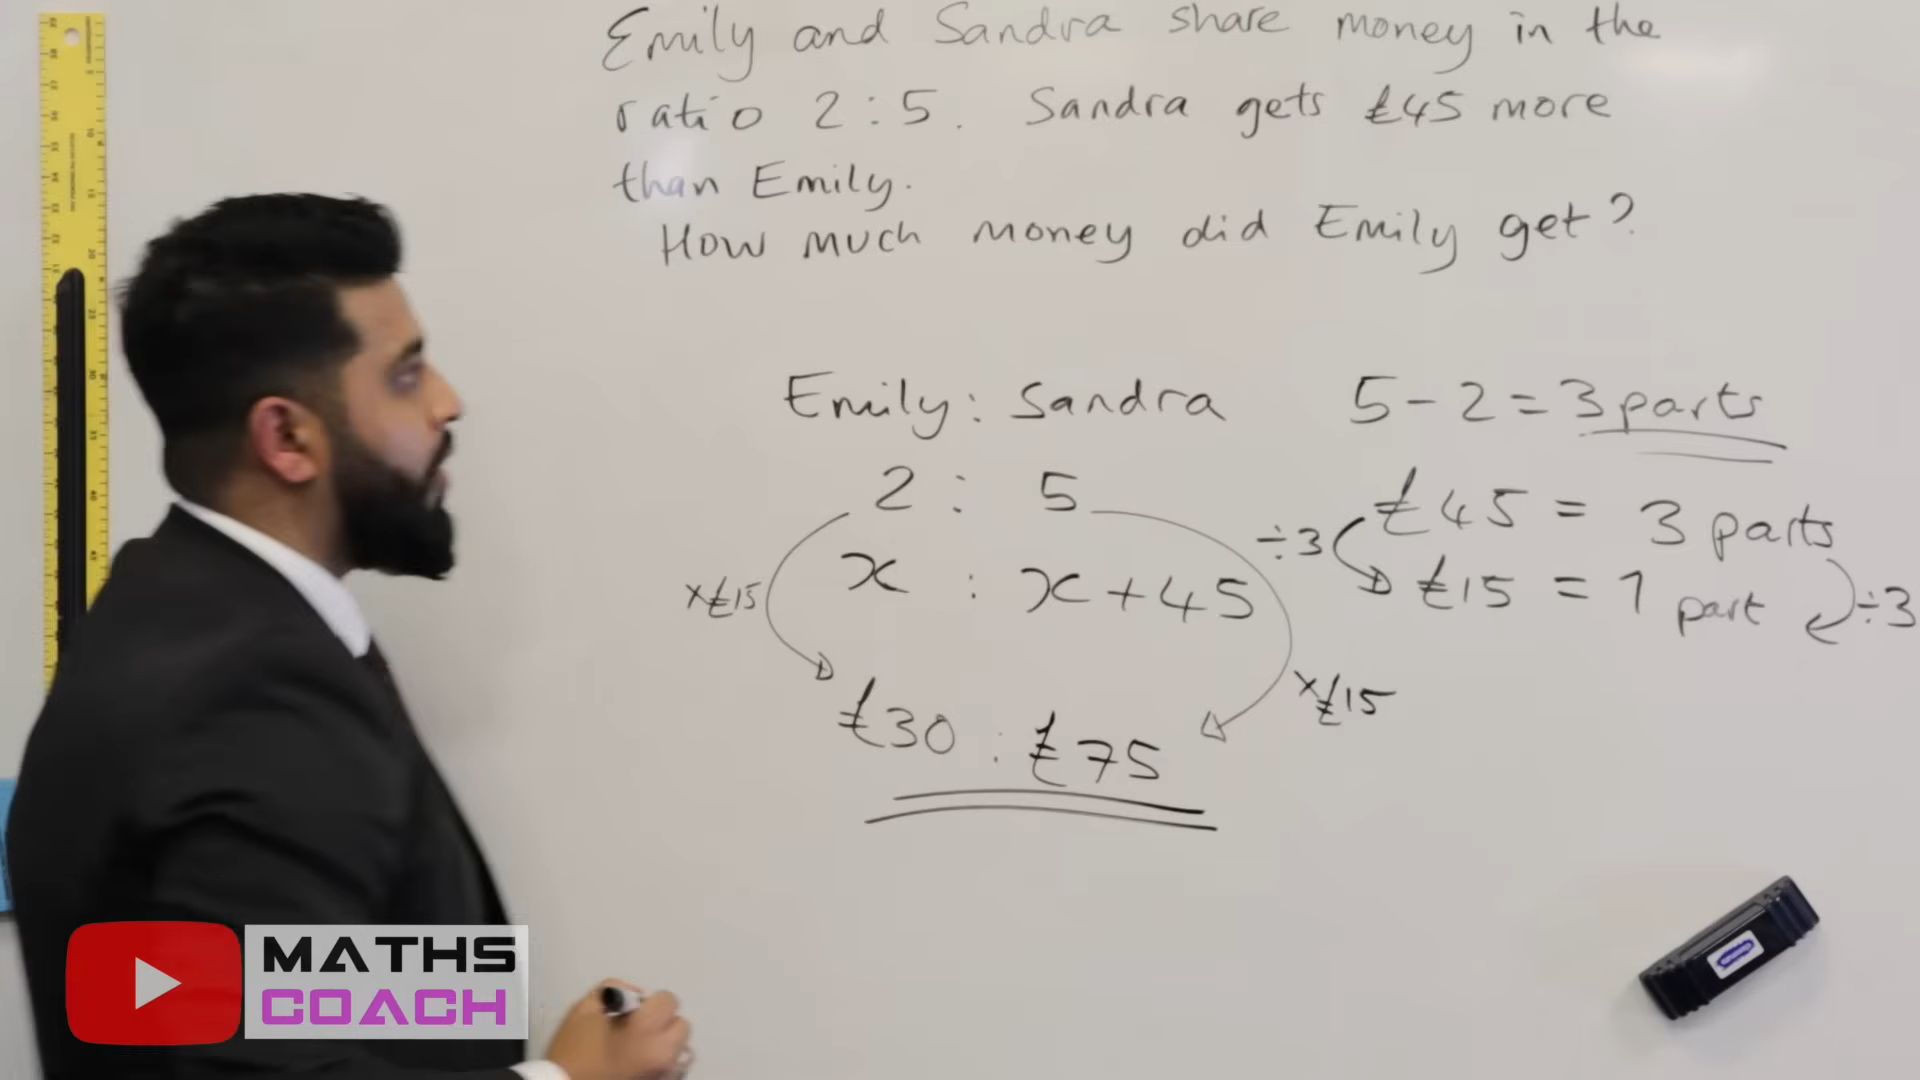 Emily and Sandra share money in the
ratio 2 : 5. Sandra gets £45 more
than Emily.
How much money did Emily get?
Emily : Sandra
2 : 5
x : x + 45
x£15
£30 : £75
x£15
5 - 2 = 3 parts
£45 = 3 parts
÷3
£15 = 1 part
÷3
MATHS
COACH